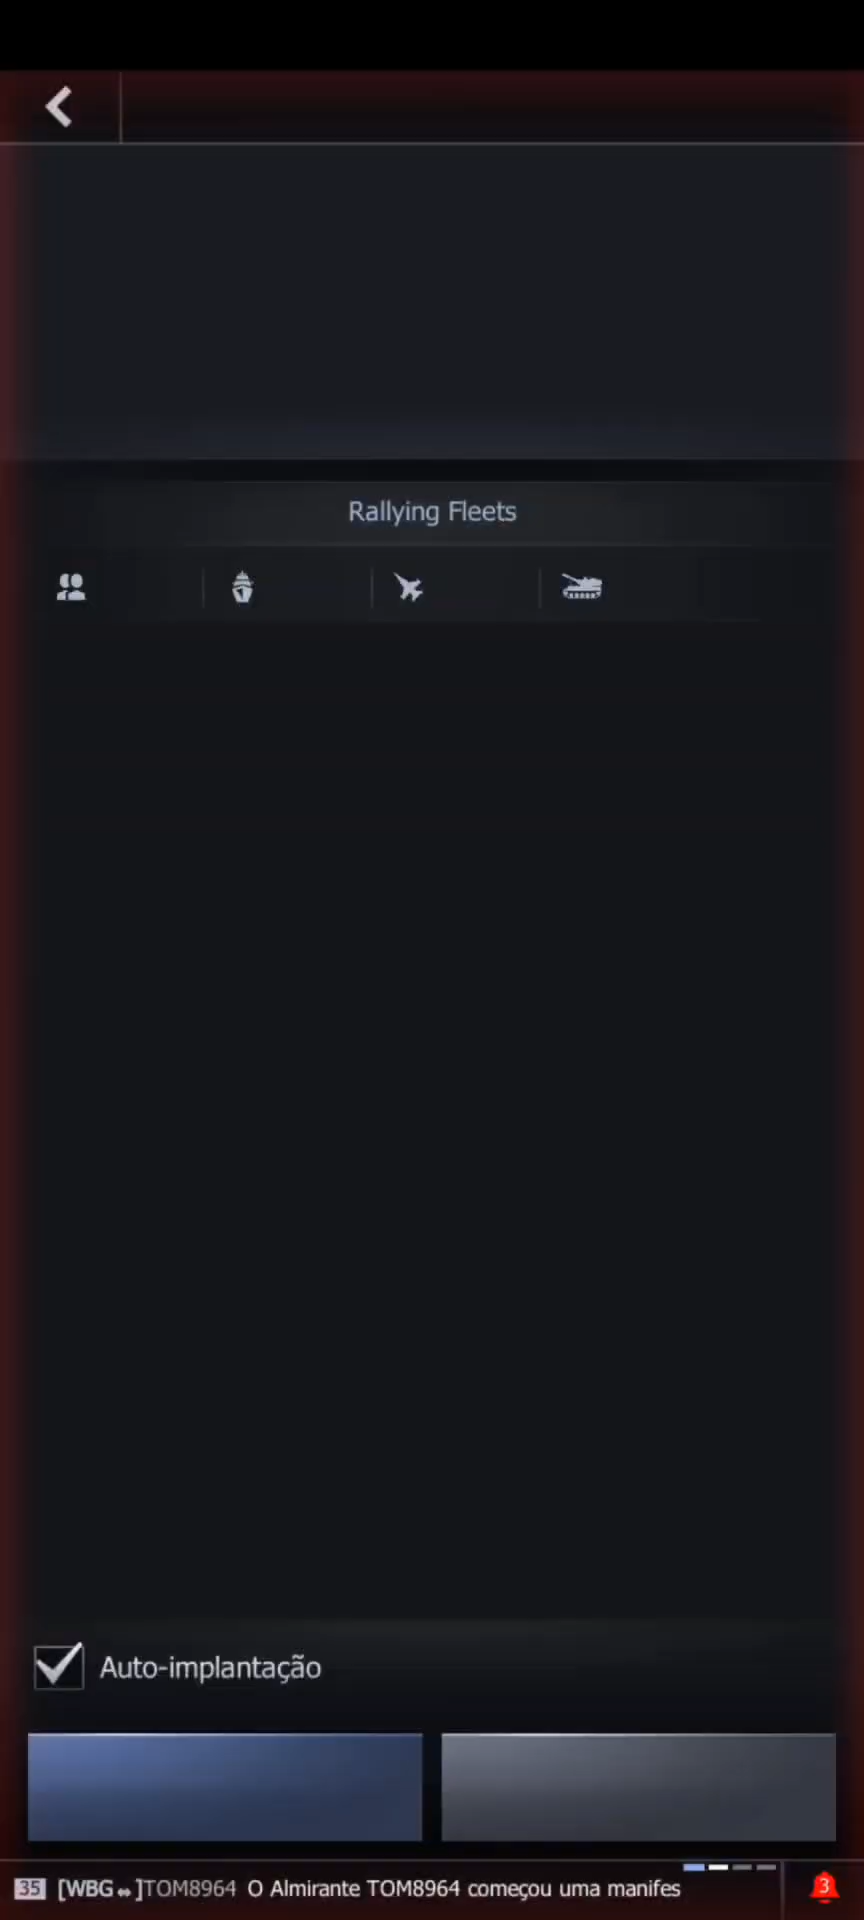 Rallying Fleets
Auto-implantação
35 [WBG⇔]TOM8964 O Almirante TOM8964 começou uma manifes
3